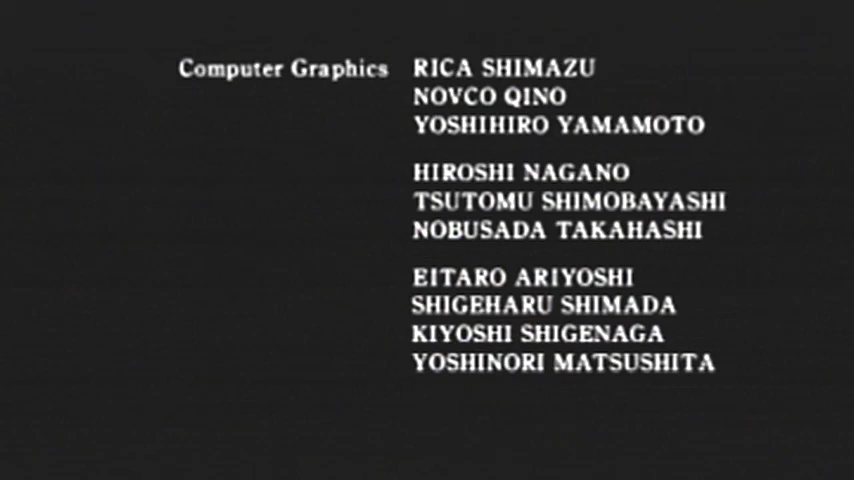 Computer Graphics RICA SHIMAZU
NOVCO QINO
YOSHIHIRO YAMAMOTO
HIROSHI NAGANO
TSUTOMU SHIMOBAYASHI
NOBUSADA TAKAHASHI
EITARO ARIYOSHI
SHIGEHARU SHIMADA
KIYOSHI SHIGENAGA
YOSHINORI MATSUSHITA